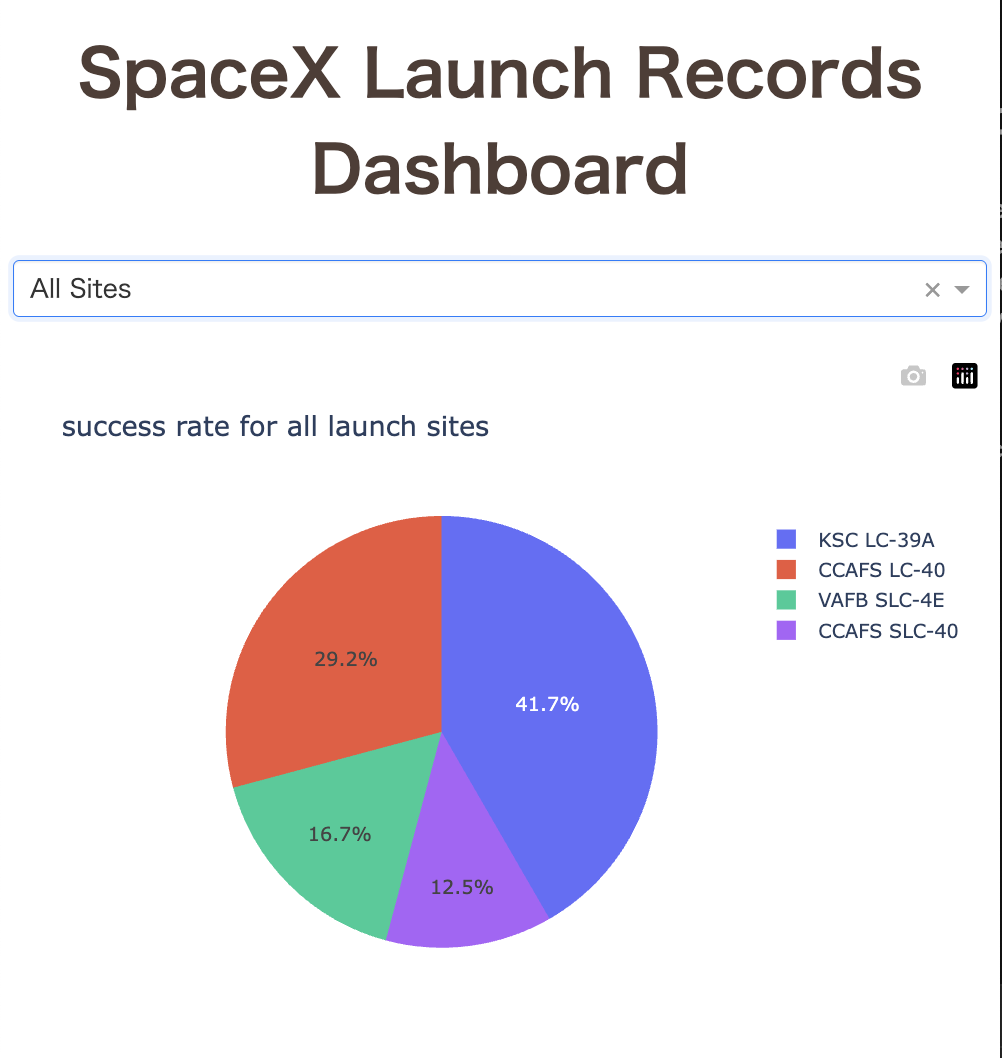 SpaceX Launch Records
Dashboard
All Sites
success rate for all launch sites
KSC LC-39A
CCAFS LC-40
VAFB SLC-4E
CCAFS SLC-40
29.2%
41.7%
16.7%
12.5%